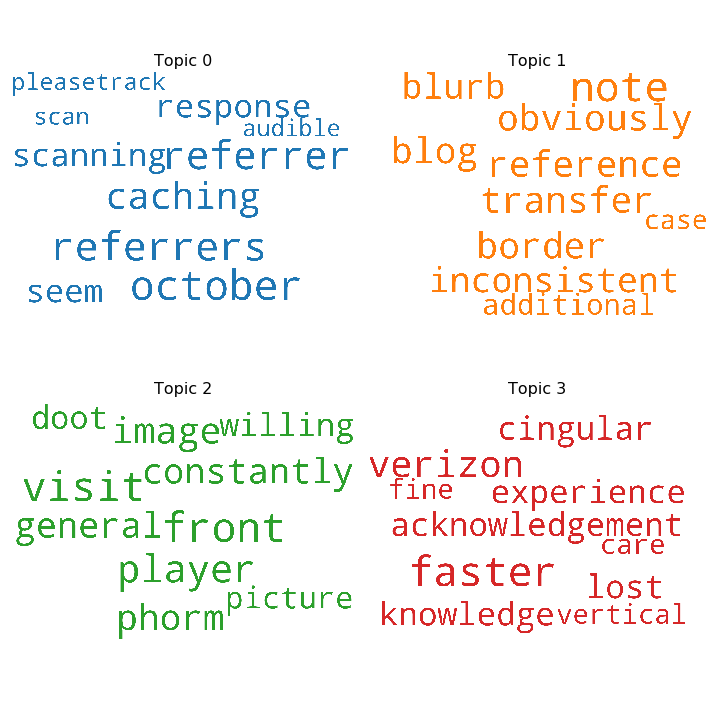 Topic 0
pleasetrack
response
scan
audible
scanning
referrer
caching
referrers
seem
october
Topic 1
blurb
note
obviously
blog
reference
transfer
case
border
inconsistent
additional
Topic 2
doot
image
willing
visit
constantly
general
front
player
picture
phorm
Topic 3
cingular
verizon
fine
experience
acknowledgement
care
faster
lost
knowledge
vertical